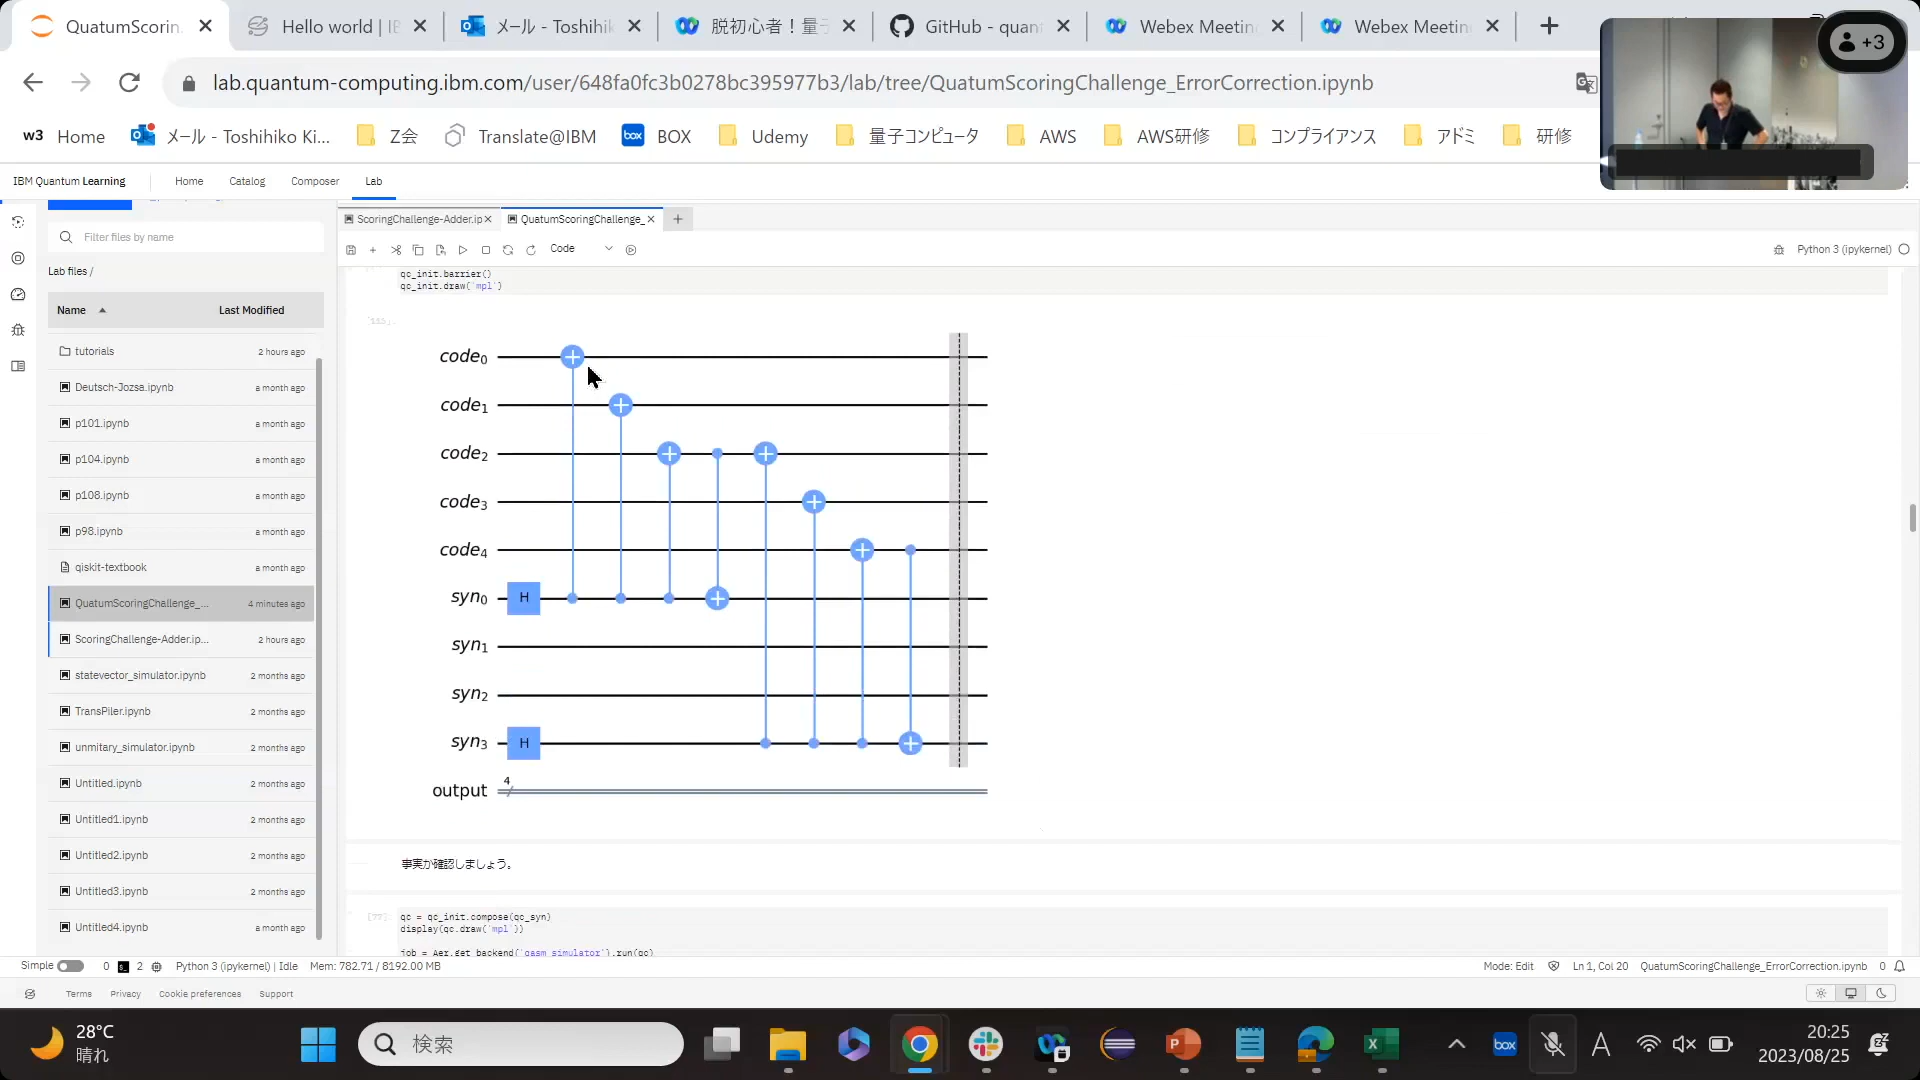 QuatumScorin
Hello world | IB
メール - Toshihik
脱初心者！量子
GitHub - quan
Webex Meetin
Webex Meetin
+3
lab.quantum-computing.ibm.com/user/648fa0fc3b0278bc395977b3/lab/tree/QuatumScoringChallenge_ErrorCorrection.ipynb
w3 Home
メール - Toshihiko Ki...
Z会
Translate@IBM
box BOX
Udemy
量子コンピュータ
AWS
AWS研修
コンプライアンス
アドミ
研修
IBM Quantum Learning
Home
Catalog
Composer
Lab
ScoringChallenge-Adder.ip
QuatumScoringChallenge_
Filter files by name
Code
Python 3 (ipykernel)
Lab files /
Name
Last Modified
tutorials 2 hours ago
Deutsch-Jozsa.ipynb a month ago
p101.ipynb a month ago
p104.ipynb a month ago
p108.ipynb a month ago
p98.ipynb a month ago
qiskit-textbook a month ago
QuatumScoringChallenge_... 4 minutes ago
ScoringChallenge-Adder.ip... 2 hours ago
statevector_simulator.ipynb 2 months ago
TransPiler.ipynb 2 months ago
unmitary_simulator.ipynb 2 months ago
Untitled.ipynb 2 months ago
Untitled1.ipynb 2 months ago
Untitled2.ipynb 2 months ago
Untitled3.ipynb 2 months ago
Untitled4.ipynb a month ago
qc_init.barrier()
qc_init.draw('mpl')
code0
code1
code2
code3
code4
syn0 H
syn1
syn2
syn3 H
output 4
事実か確認しましょう。
[77]:
qc = qc_init.compose(qc_syn)
display(qc.draw('mpl'))
job = Aer.get_backend('qasm_simulator').run(qc)
Simple
0
2
Python 3 (ipykernel) | Idle
Mem: 782.71 / 8192.00 MB
Mode: Edit
Ln 1, Col 20
QuatumScoringChallenge_ErrorCorrection.ipynb
0
Terms
Privacy
Cookie preferences
Support
28°C
晴れ
検索
box
A
20:25
2023/08/25